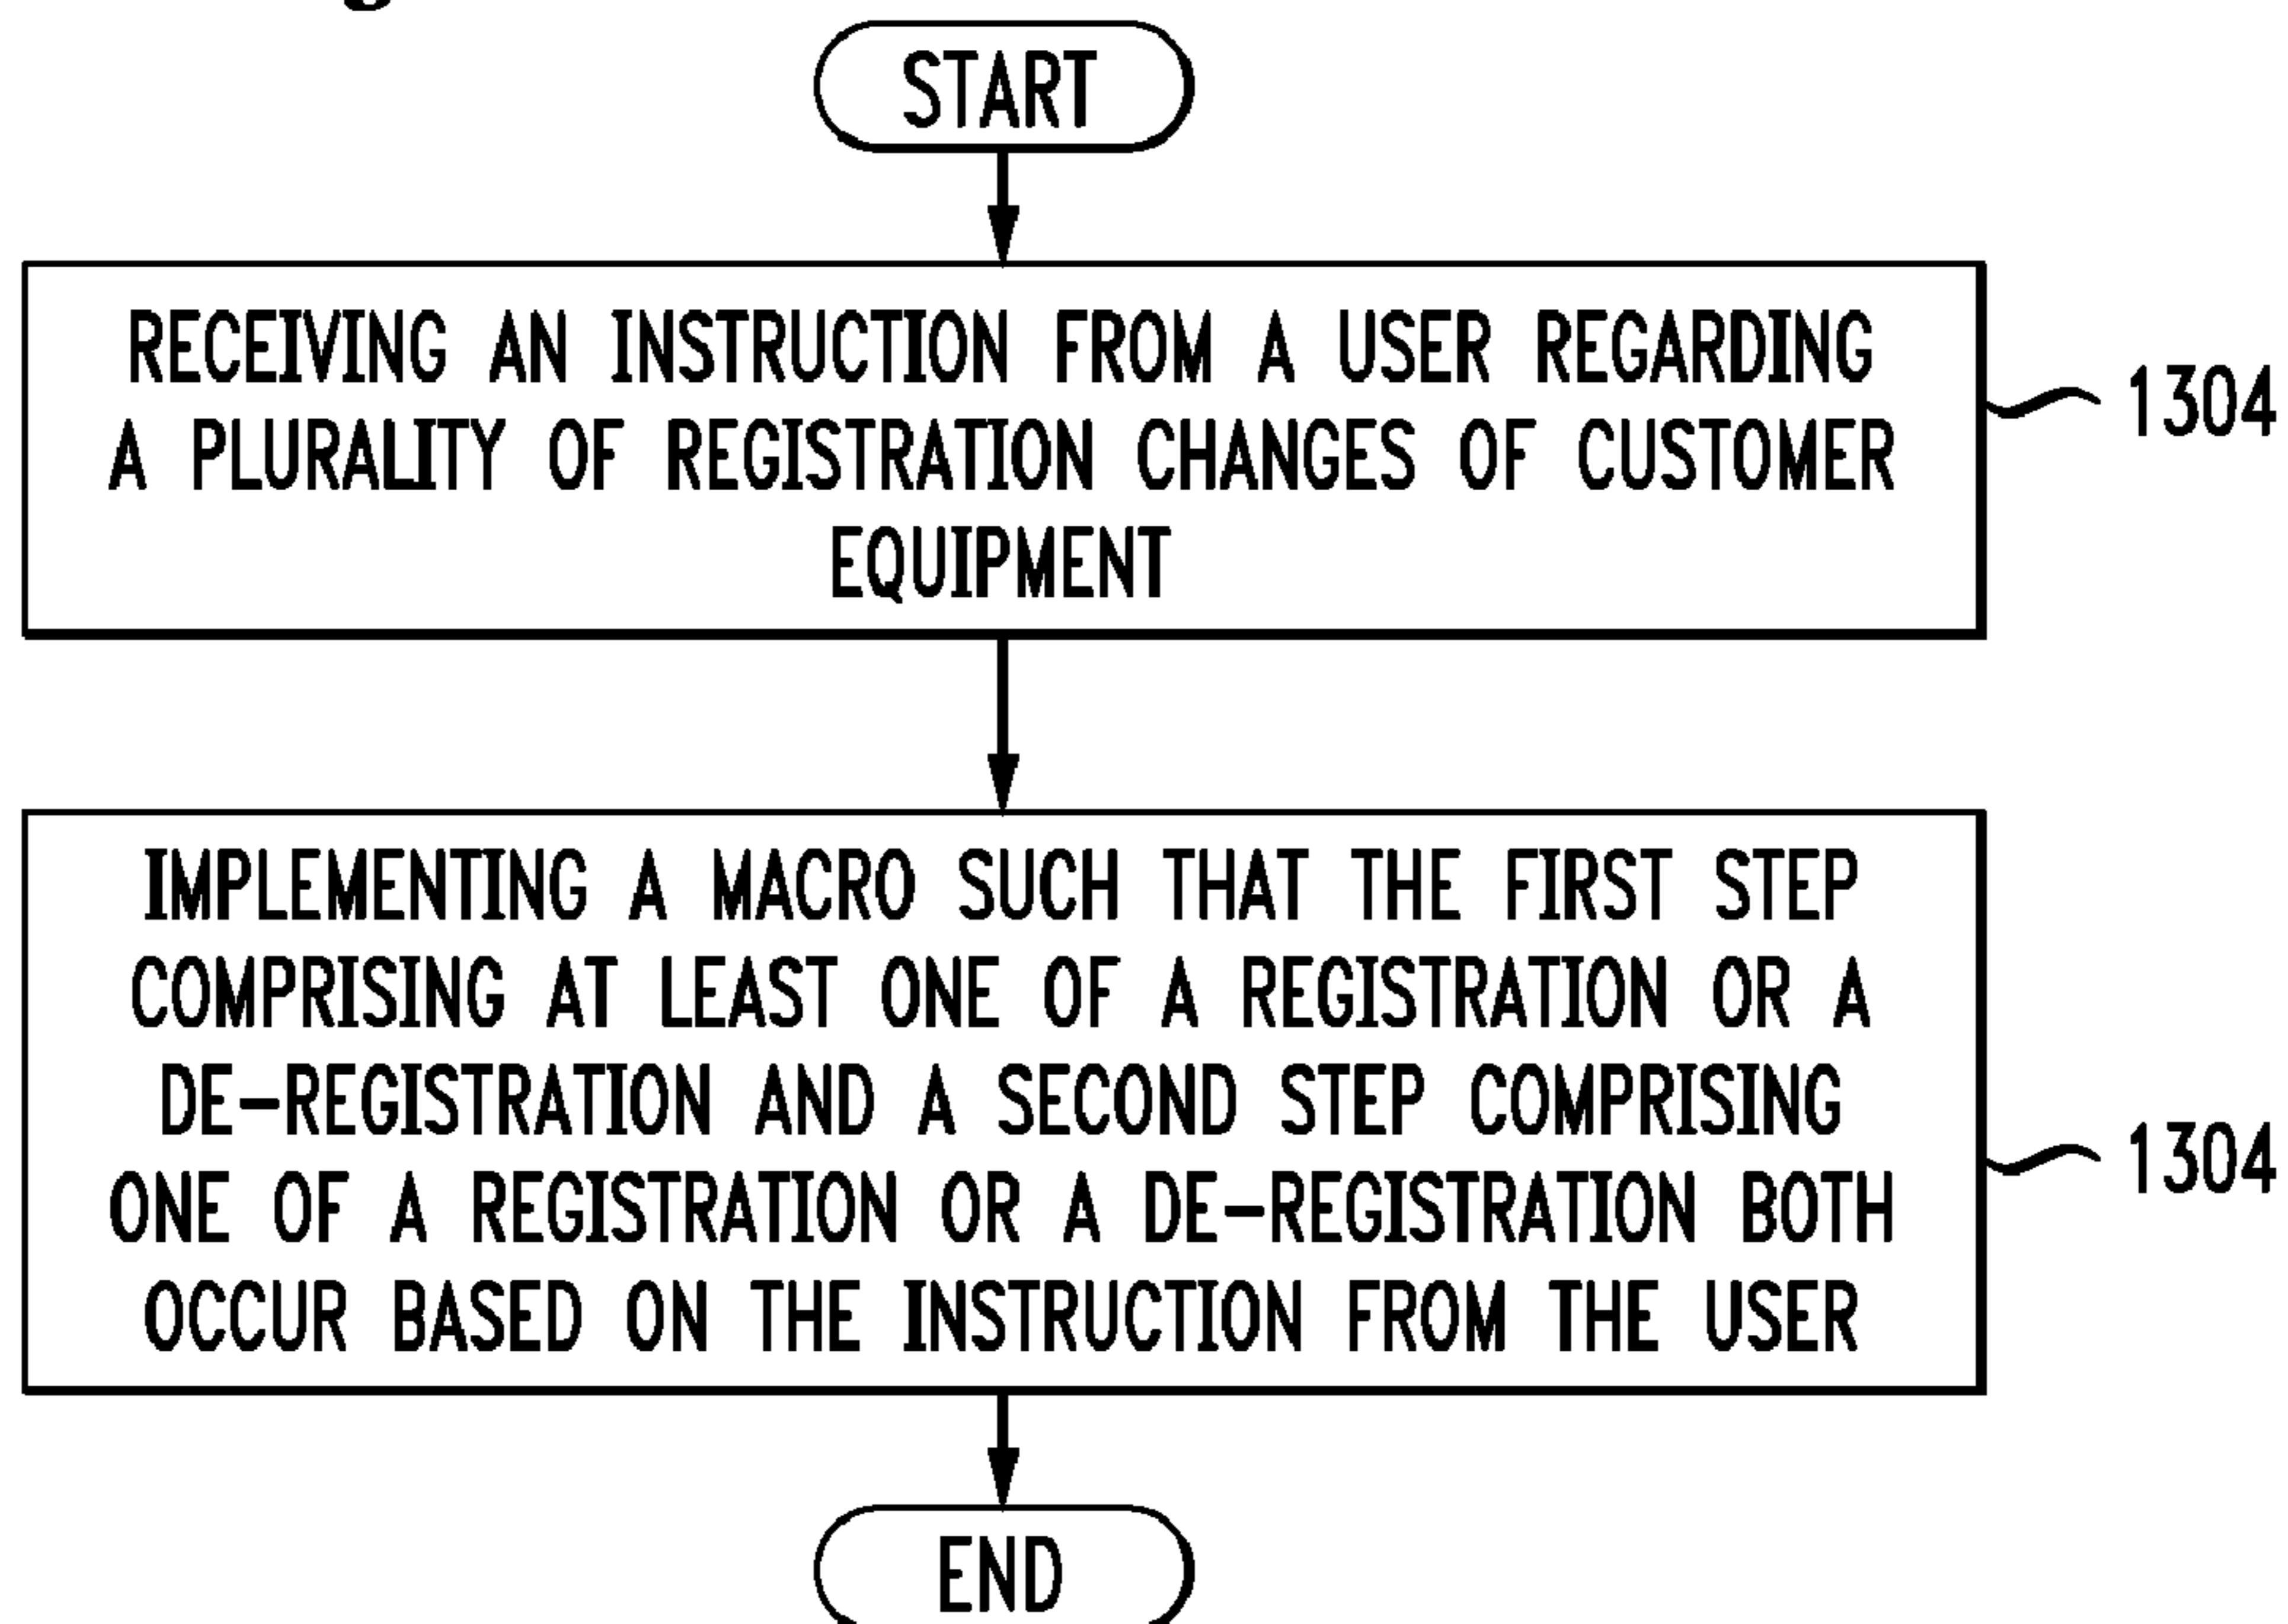 START
RECEIVING AN INSTRUCTION FROM A USER REGARDING
A PLURALITY OF REGISTRATION CHANGES OF CUSTOMER
EQUIPMENT
1304
IMPLEMENTING A MACRO SUCH THAT THE FIRST STEP
COMPRISING AT LEAST ONE OF A REGISTRATION OR A
DE-REGISTRATION AND A SECOND STEP COMPRISING
ONE OF A REGISTRATION OR A DE-REGISTRATION BOTH
OCCUR BASED ON THE INSTRUCTION FROM THE USER
1304
END